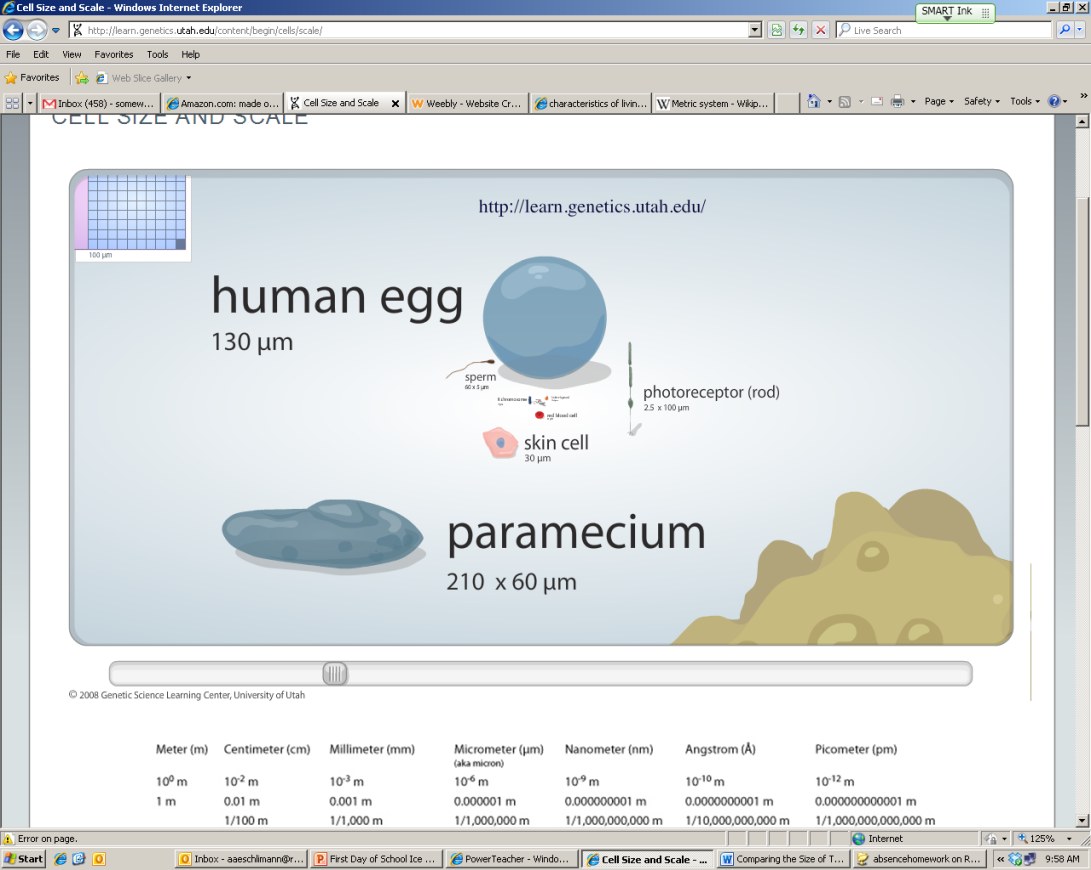 Cell Size and Scale - Windows Internet Explorer
SMART Ink
http://learn.genetics.utah.edu/content/begin/cells/scale/
Live Search
File Edit View Favorites Tools Help
Favorites Web Slice Gallery
Inbox (458) - somew... Amazon.com: made o... Cell Size and Scale Weebly - Website Cr... characteristics of livin... Metric system - Wikip... Page Safety Tools
CELL SIZE AND SCALE
http://learn.genetics.utah.edu/
100 µm
human egg
130 µm
sperm
60 x 5 µm
X chromosome
red blood cell
photoreceptor (rod)
2.5 x 100 µm
skin cell
30 µm
paramecium
210 x 60 µm
© 2008 Genetic Science Learning Center, University of Utah
Meter (m) Centimeter (cm) Millimeter (mm) Micrometer (µm) Nanometer (nm) Angstrom (Å) Picometer (pm)
(aka micron)
10⁰ m 10⁻² m 10⁻³ m 10⁻⁶ m 10⁻⁹ m 10⁻¹⁰ m 10⁻¹² m
1 m 0.01 m 0.001 m 0.000001 m 0.000000001 m 0.0000000001 m 0.000000000001 m
1/100 m 1/1,000 m 1/1,000,000 m 1/1,000,000,000 m 1/10,000,000,000 m 1/1,000,000,000,000 m
Error on page. Internet 125%
Start Inbox - aaeschlimann@r... First Day of School Ice ... PowerTeacher - Windo... Cell Size and Scale - ... Comparing the Size of T... absencehomework on R... 9:58 AM